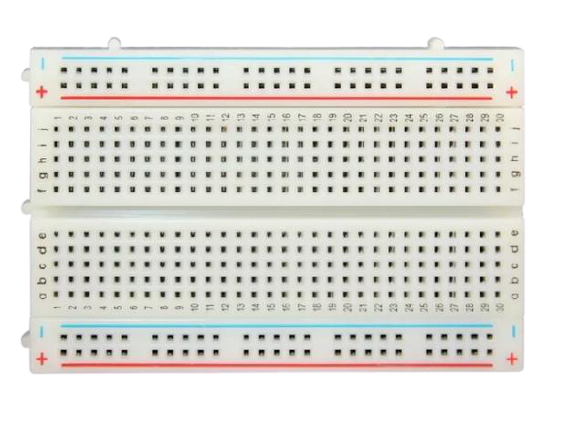 - -
+ +
1 2 3 4 5 6 7 8 9 10 11 12 13 14 15 16 17 18 19 20 21 22 23 24 25 26 27 28 29 30
j j
i i
h h
g g
f f
e e
d d
c c
b b
a a
1 2 3 4 5 6 7 8 9 10 11 12 13 14 15 16 17 18 19 20 21 22 23 24 25 26 27 28 29 30
- -
+ +